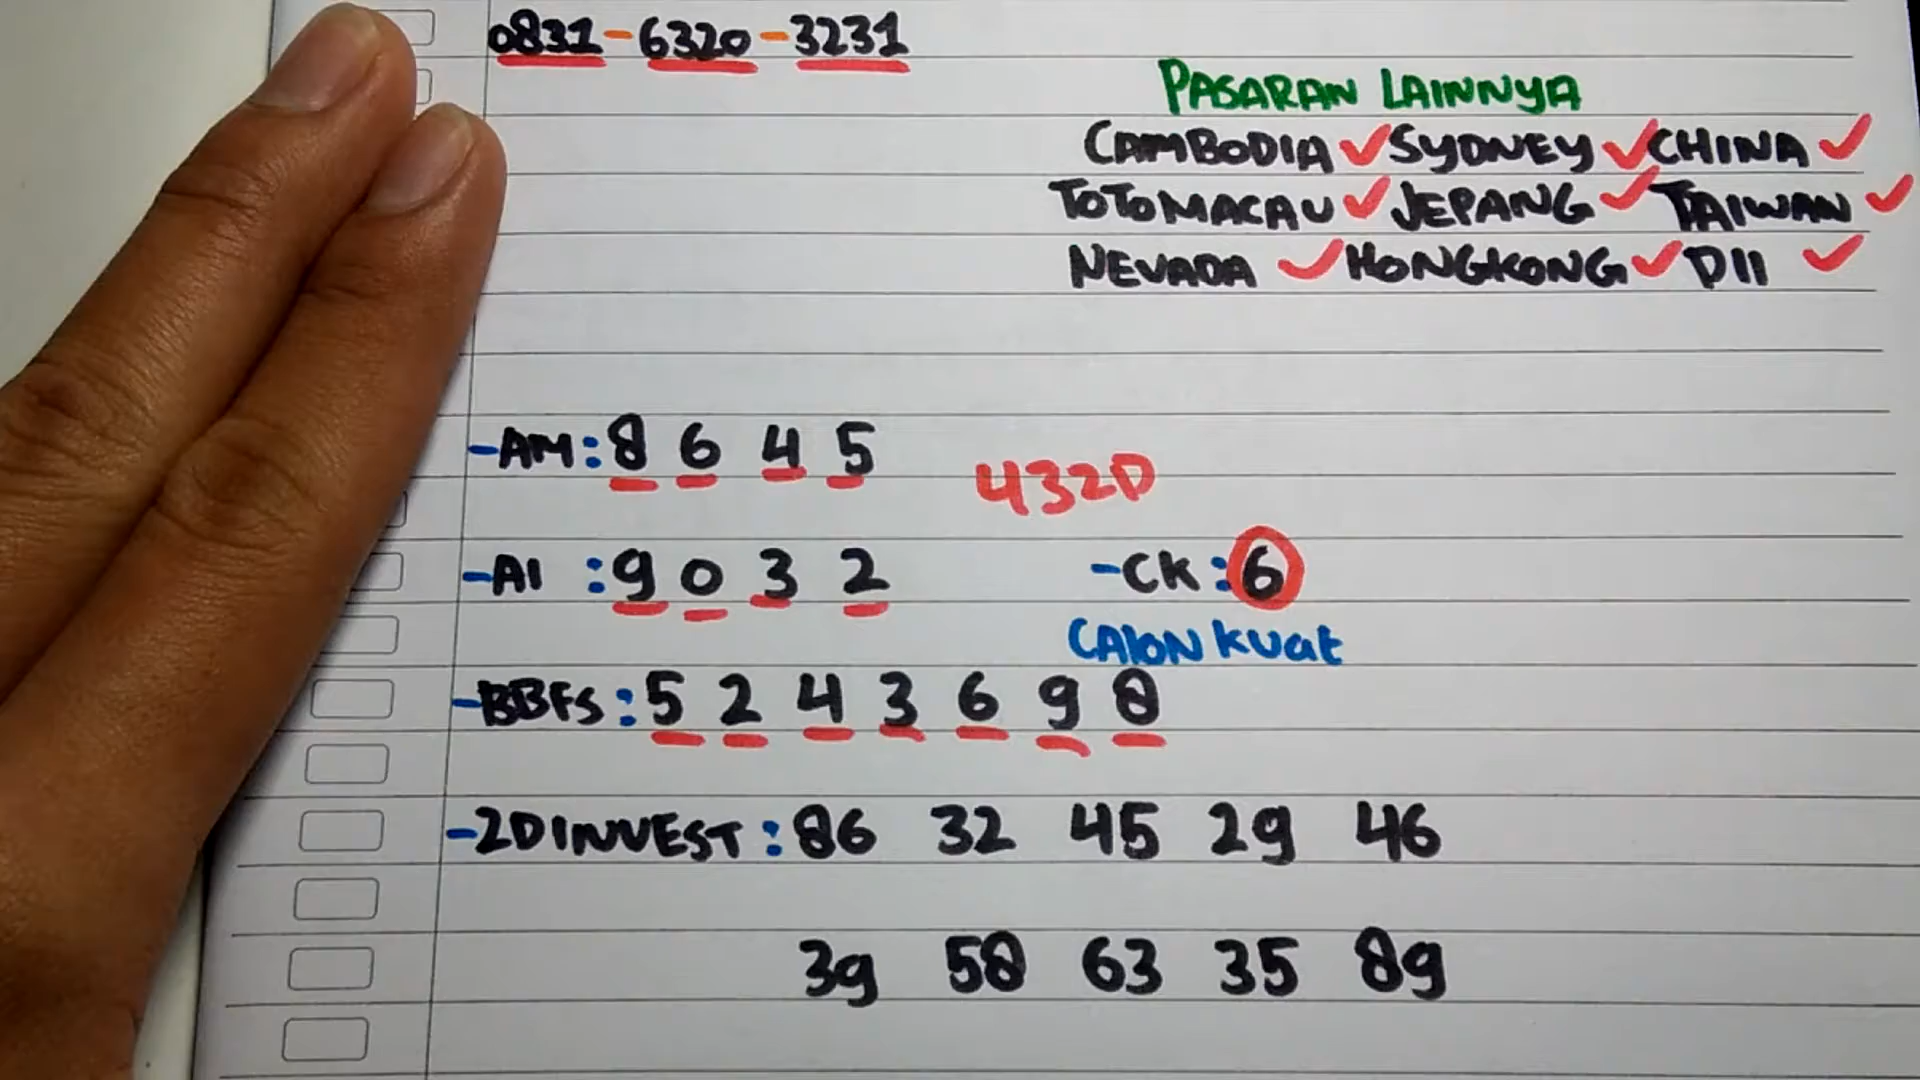 0831-6320-3231
PASARAN LAINNYA
CAMBODIA ✓ SYDNEY ✓ CHINA ✓
TOTOMACAU ✓ JEPANG ✓ TAIWAN ✓
NEVADA ✓ HONGKONG ✓ Dll ✓
-AM: 8 6 4 5
432D
-AI : 9 0 3 2
-CK: 6
CALON KUAt
-BBFS: 5 2 4 3 6 9 8
-2D INVEST: 86 32 45 29 46
39 58 63 35 89